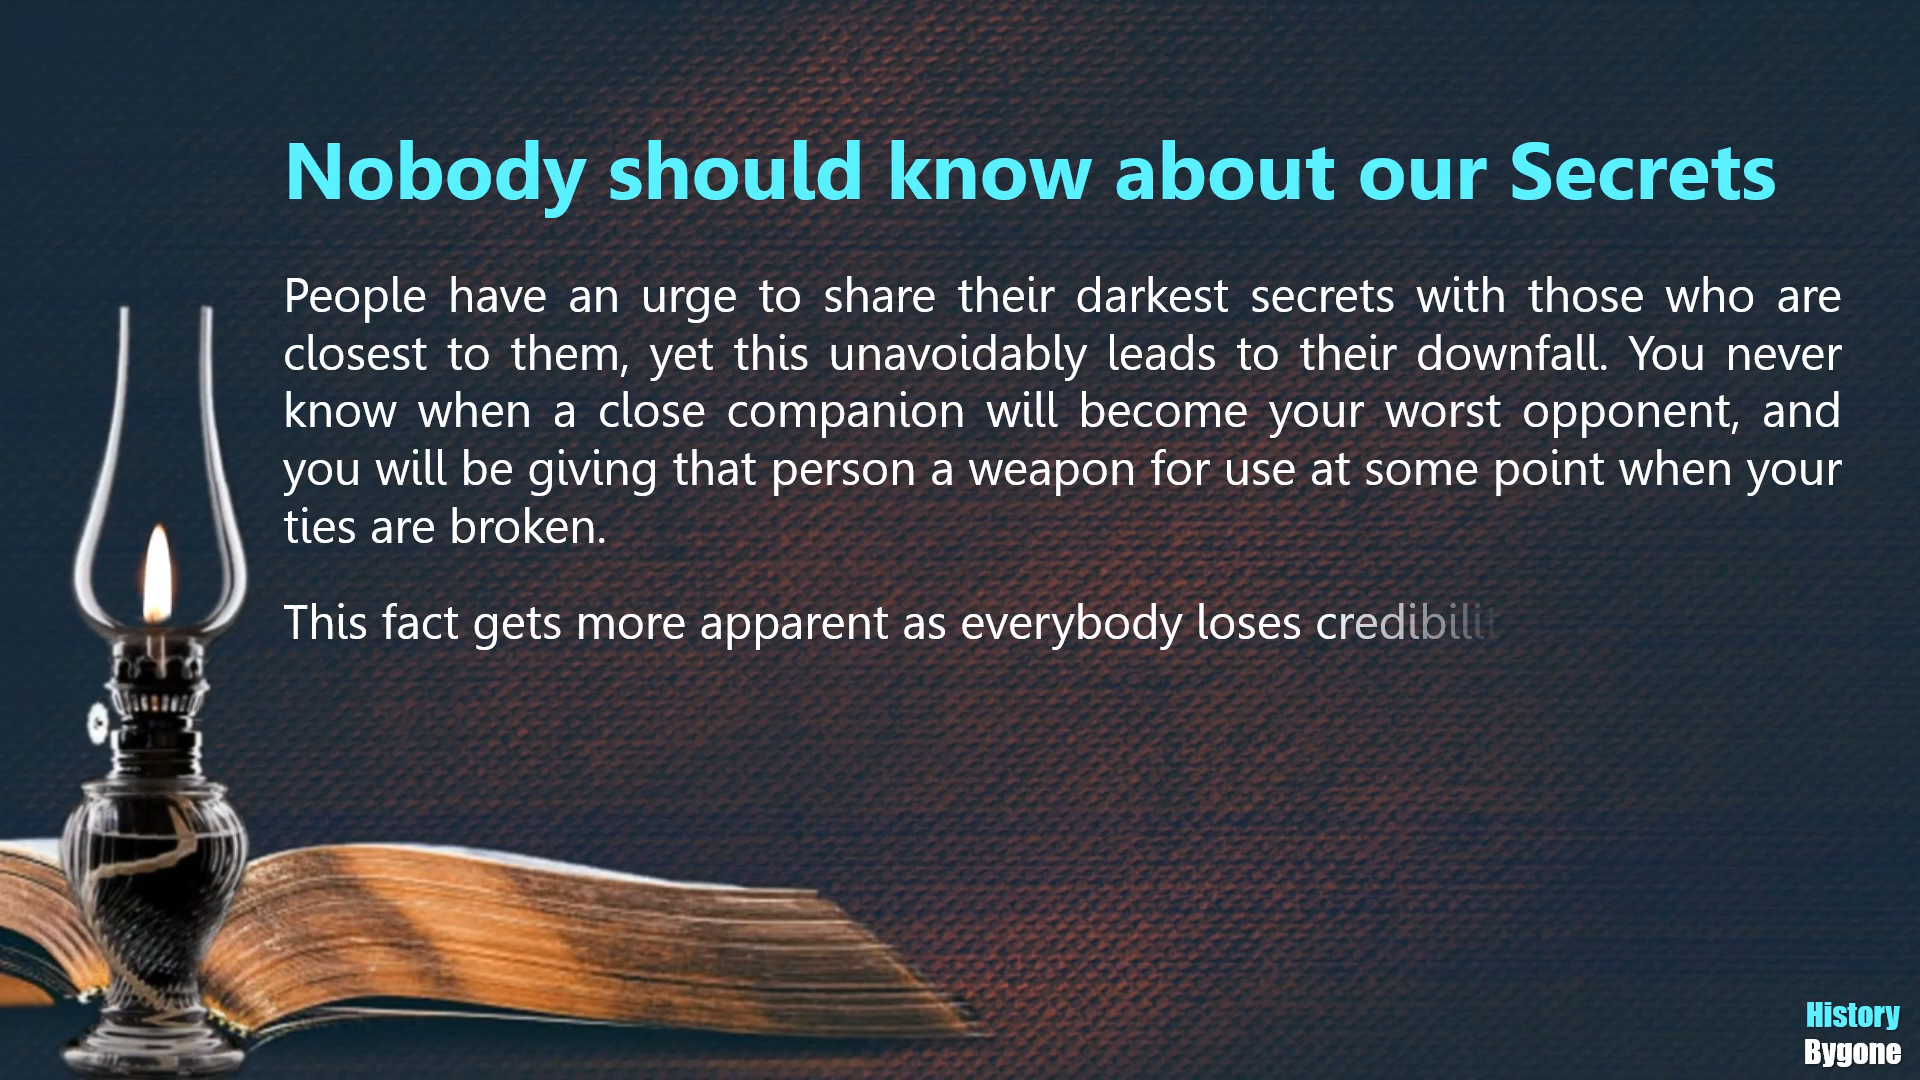 Nobody should know about our Secrets
People have an urge to share their darkest secrets with those who are
closest to them, yet this unavoidably leads to their downfall. You never
know when a close companion will become your worst opponent, and
you will be giving that person a weapon for use at some point when your
ties are broken.
This fact gets more apparent as everybody loses credibilit
History
Bygone